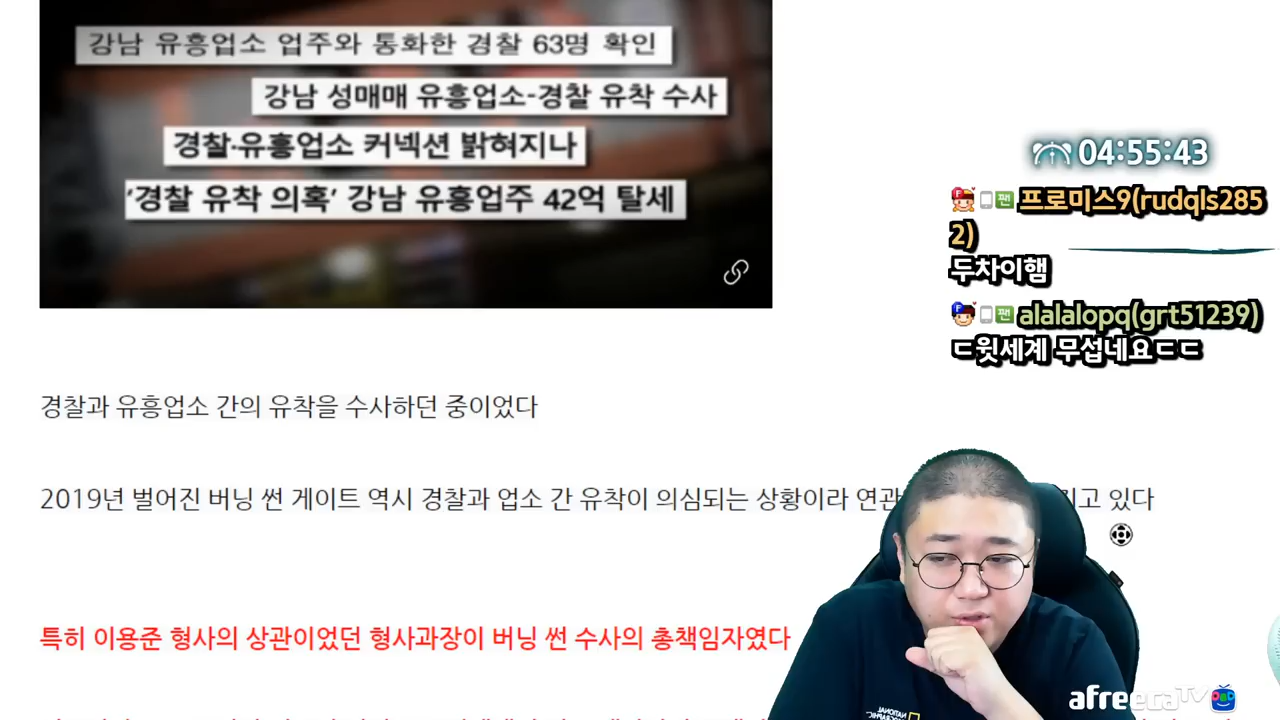 강남 유흥업소 업주와 통화한 경찰 63명 확인
강남 성매매 유흥업소-경찰 유착 수사
경찰·유흥업소 커넥션 밝혀지나
‘경찰 유착 의혹’ 강남 유흥업주 42억 탈세
04:55:43
프로미스9(rudqls285
2)
두차이햄
alalalopq(grt51239)
ㄷ윗세계 무섭네요ㄷㄷ
경찰과 유흥업소 간의 유착을 수사하던 중이었다
2019년 벌어진 버닝 썬 게이트 역시 경찰과 업소 간 유착이 의심되는 상황이라 연관 고 있다
특히 이용준 형사의 상관이었던 형사과장이 버닝 썬 수사의 총책임자였다
NATIONAL
afreecaTV